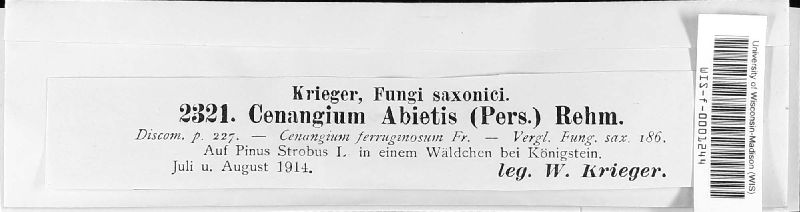 Krieger, Fungi saxonici.
2321. Cenangium Abietis (Pers.) Rehm.
Discom. p. 227. — Cenangium ferruginosum Fr. — Vergl. Fung. sax. 186.
Auf Pinus Strobus L. in einem Wäldchen bei Königstein.
Juli u. August 1914.
leg. W. Krieger.
University of Wisconsin-Madison (WIS)
WIS-f-0001244